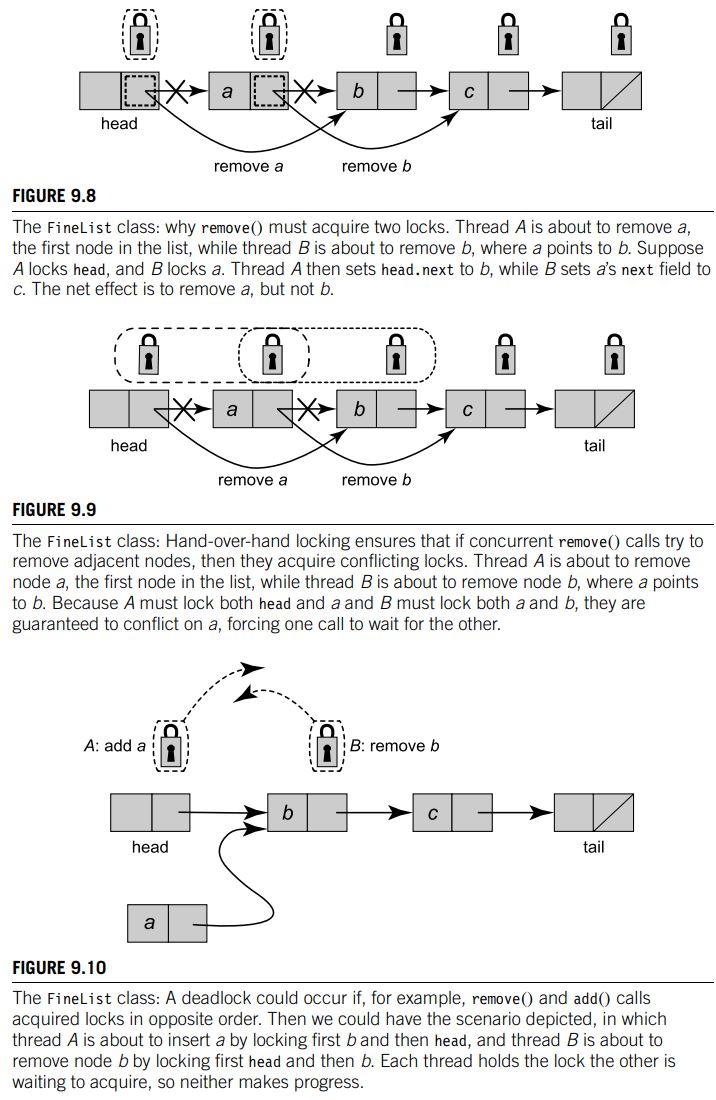 a
b
c
head
tail
remove a
remove b
FIGURE 9.8
The FineList class: why remove() must acquire two locks. Thread A is about to remove a,
the first node in the list, while thread B is about to remove b, where a points to b. Suppose
A locks head, and B locks a. Thread A then sets head.next to b, while B sets a's next field to
c. The net effect is to remove a, but not b.
a
b
c
head
tail
remove a
remove b
FIGURE 9.9
The FineList class: Hand-over-hand locking ensures that if concurrent remove() calls try to
remove adjacent nodes, then they acquire conflicting locks. Thread A is about to remove
node a, the first node in the list, while thread B is about to remove node b, where a points
to b. Because A must lock both head and a and B must lock both a and b, they are
guaranteed to conflict on a, forcing one call to wait for the other.
A: add a
B: remove b
b
c
head
tail
a
FIGURE 9.10
The FineList class: A deadlock could occur if, for example, remove() and add() calls
acquired locks in opposite order. Then we could have the scenario depicted, in which
thread A is about to insert a by locking first b and then head, and thread B is about to
remove node b by locking first head and then b. Each thread holds the lock the other is
waiting to acquire, so neither makes progress.